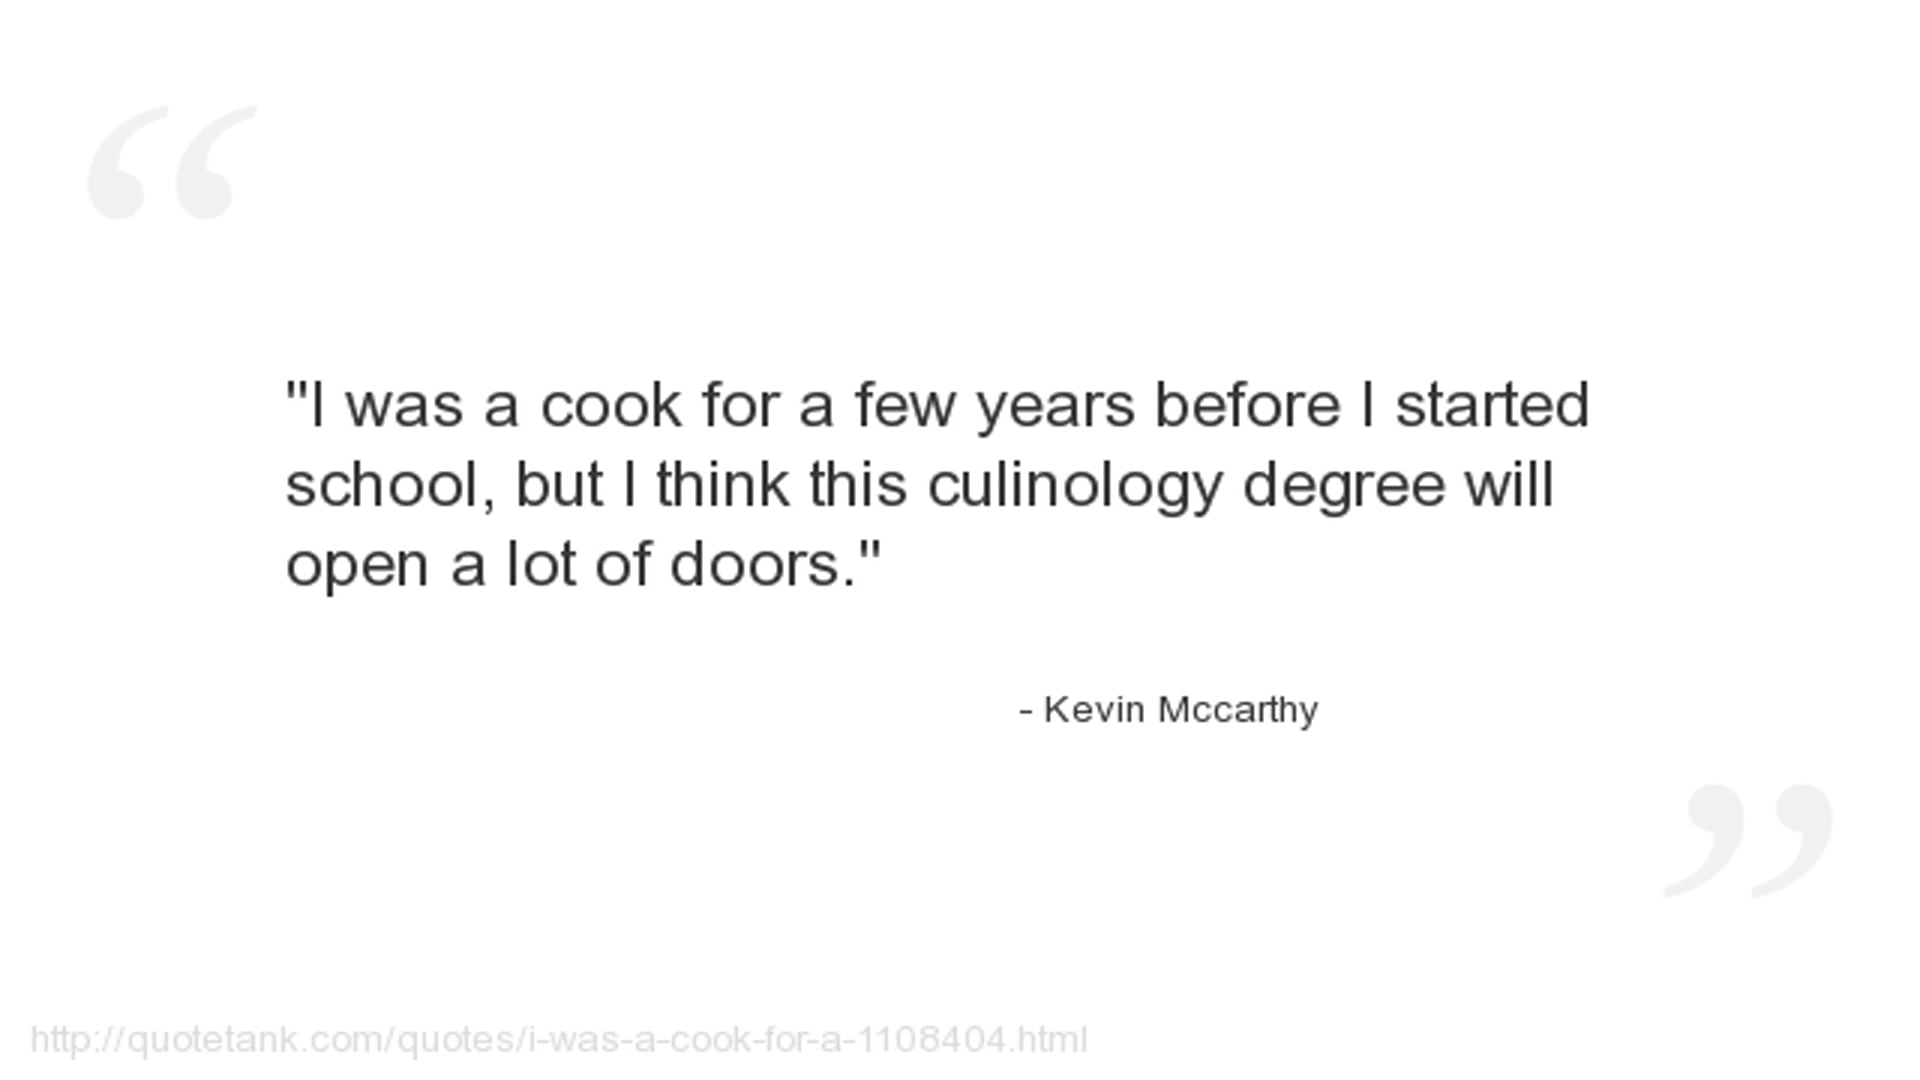 "I was a cook for a few years before I started
school, but I think this culinology degree will
open a lot of doors."
- Kevin Mccarthy
http://quotetank.com/quotes/i-was-a-cook-for-a-1108404.html